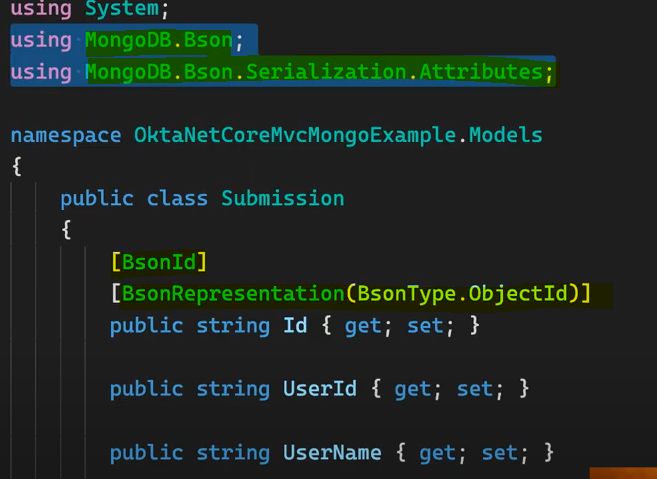 using System;
using MongoDB.Bson;
using MongoDB.Bson.Serialization.Attributes;
namespace OktaNetCoreMvcMongoExample.Models
{
public class Submission
{
[BsonId]
[BsonRepresentation(BsonType.ObjectId)]
public string Id { get; set; }
public string UserId { get; set; }
public string UserName { get; set; }